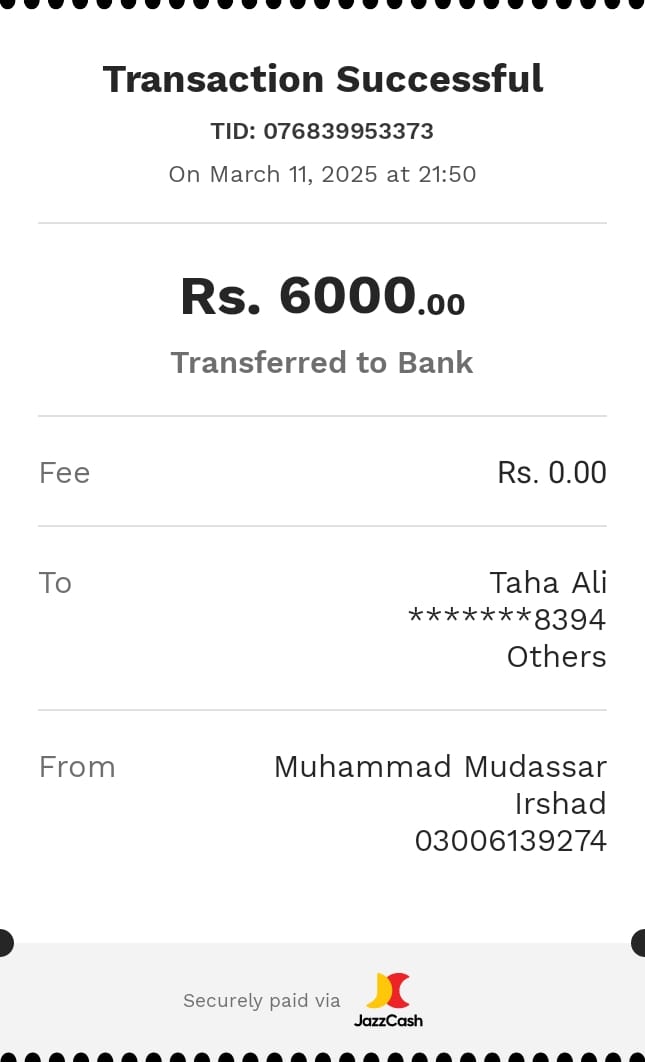 Transaction Successful
TID: 076839953373
On March 11, 2025 at 21:50
Rs. 6000.00
Transferred to Bank
Fee Rs. 0.00
To Taha Ali
*******8394
Others
From Muhammad Mudassar
Irshad
03006139274
Securely paid via JazzCash